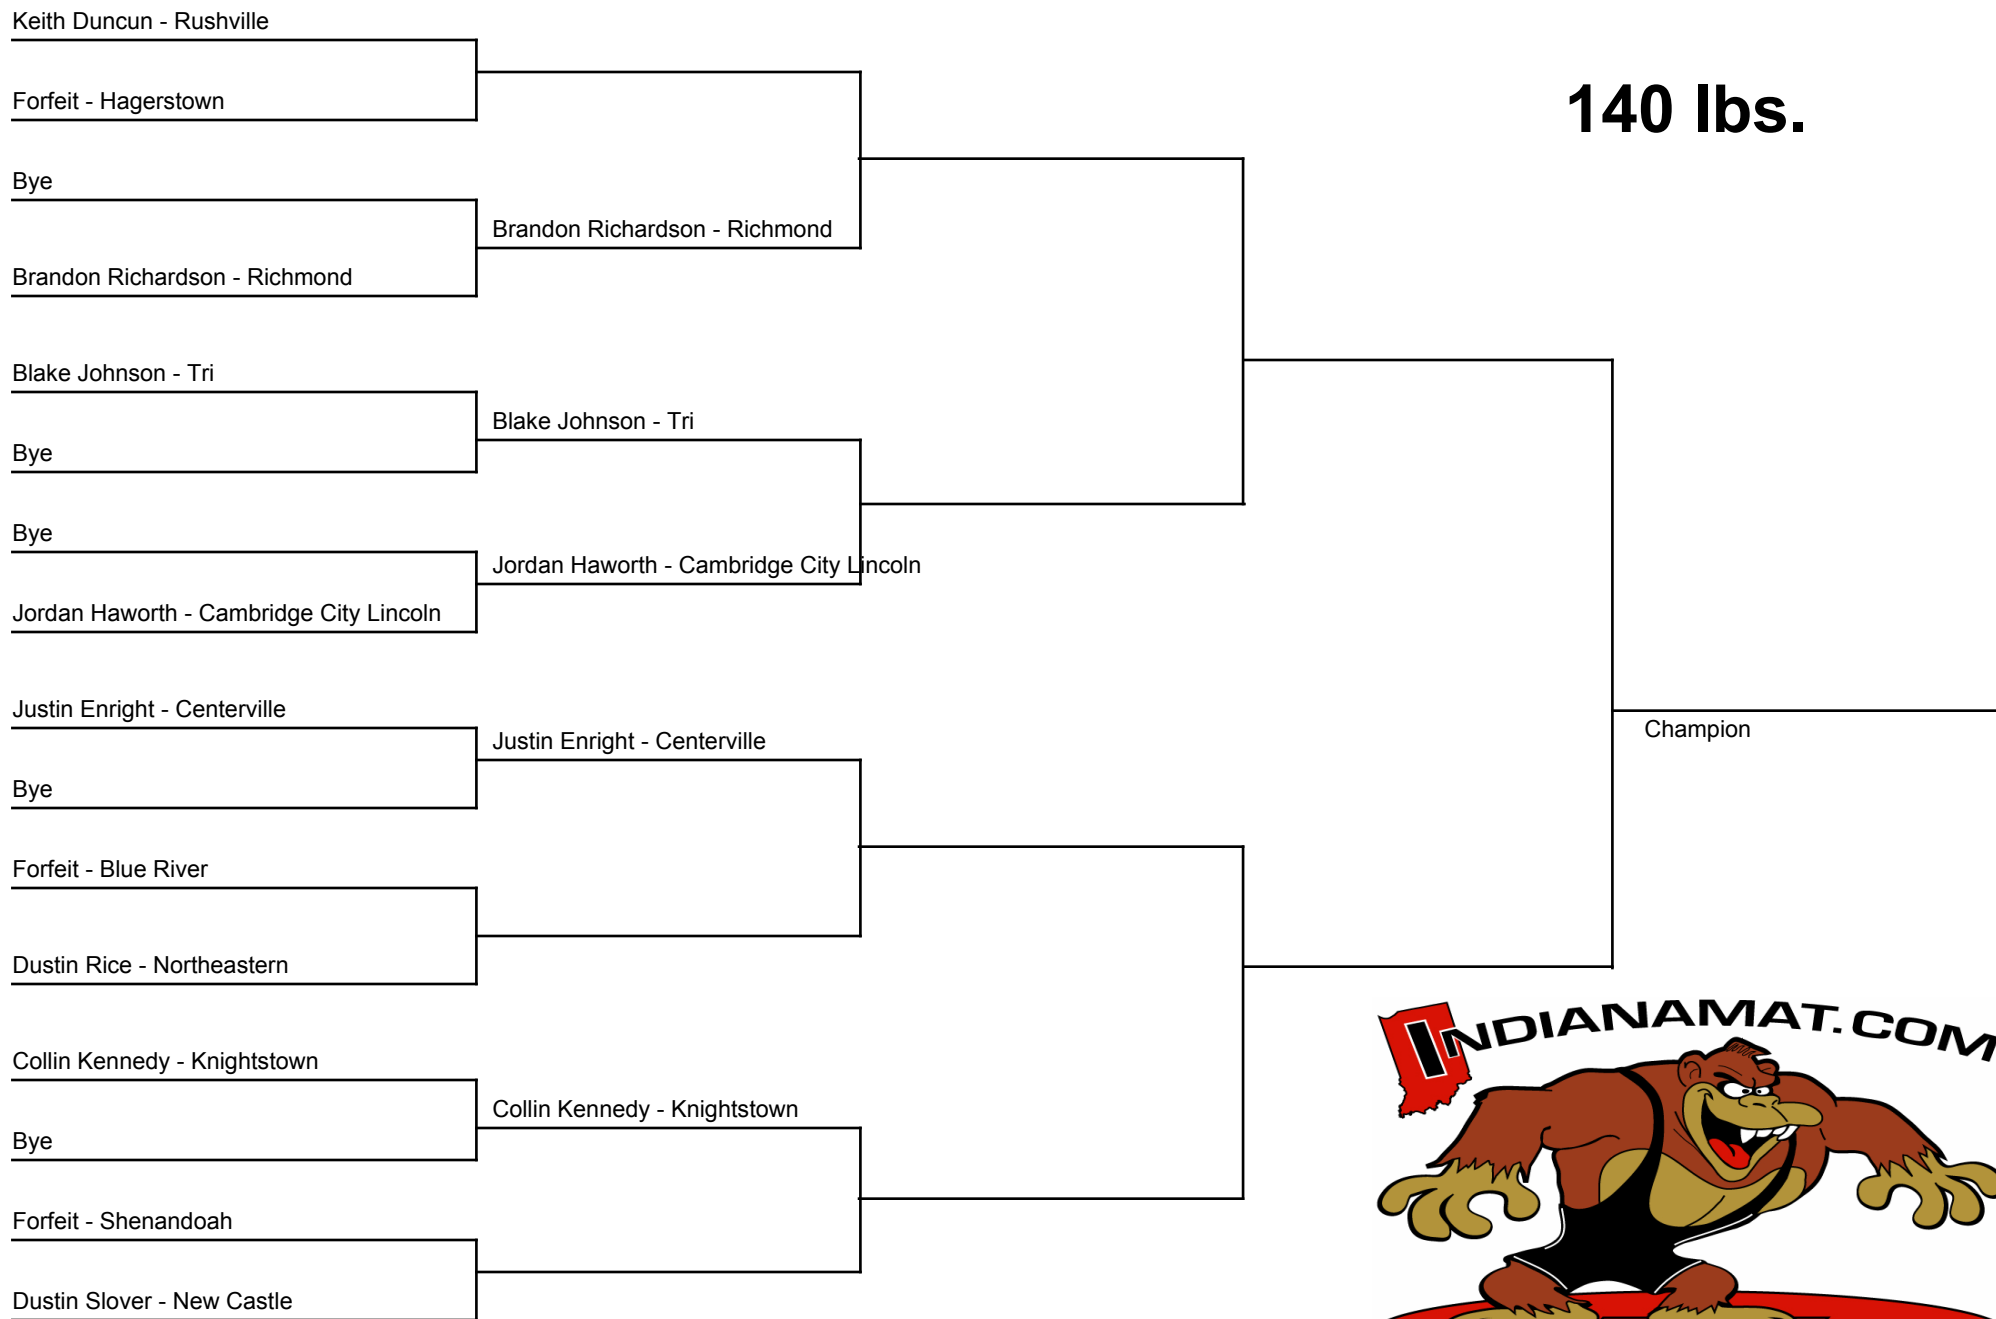 Keith Duncun - Rushville
Forfeit - Hagerstown
140 lbs.
Bye
Brandon Richardson - Richmond
Brandon Richardson - Richmond
Blake Johnson - Tri
Blake Johnson - Tri
Bye
Bye
Jordan Haworth - Cambridge City Lincoln
Jordan Haworth - Cambridge City Lincoln
Justin Enright - Centerville
Justin Enright - Centerville
Champion
Bye
Forfeit - Blue River
Dustin Rice - Northeastern
INDIANAMAT.COM
Collin Kennedy - Knightstown
Collin Kennedy - Knightstown
Bye
Forfeit - Shenandoah
Dustin Slover - New Castle